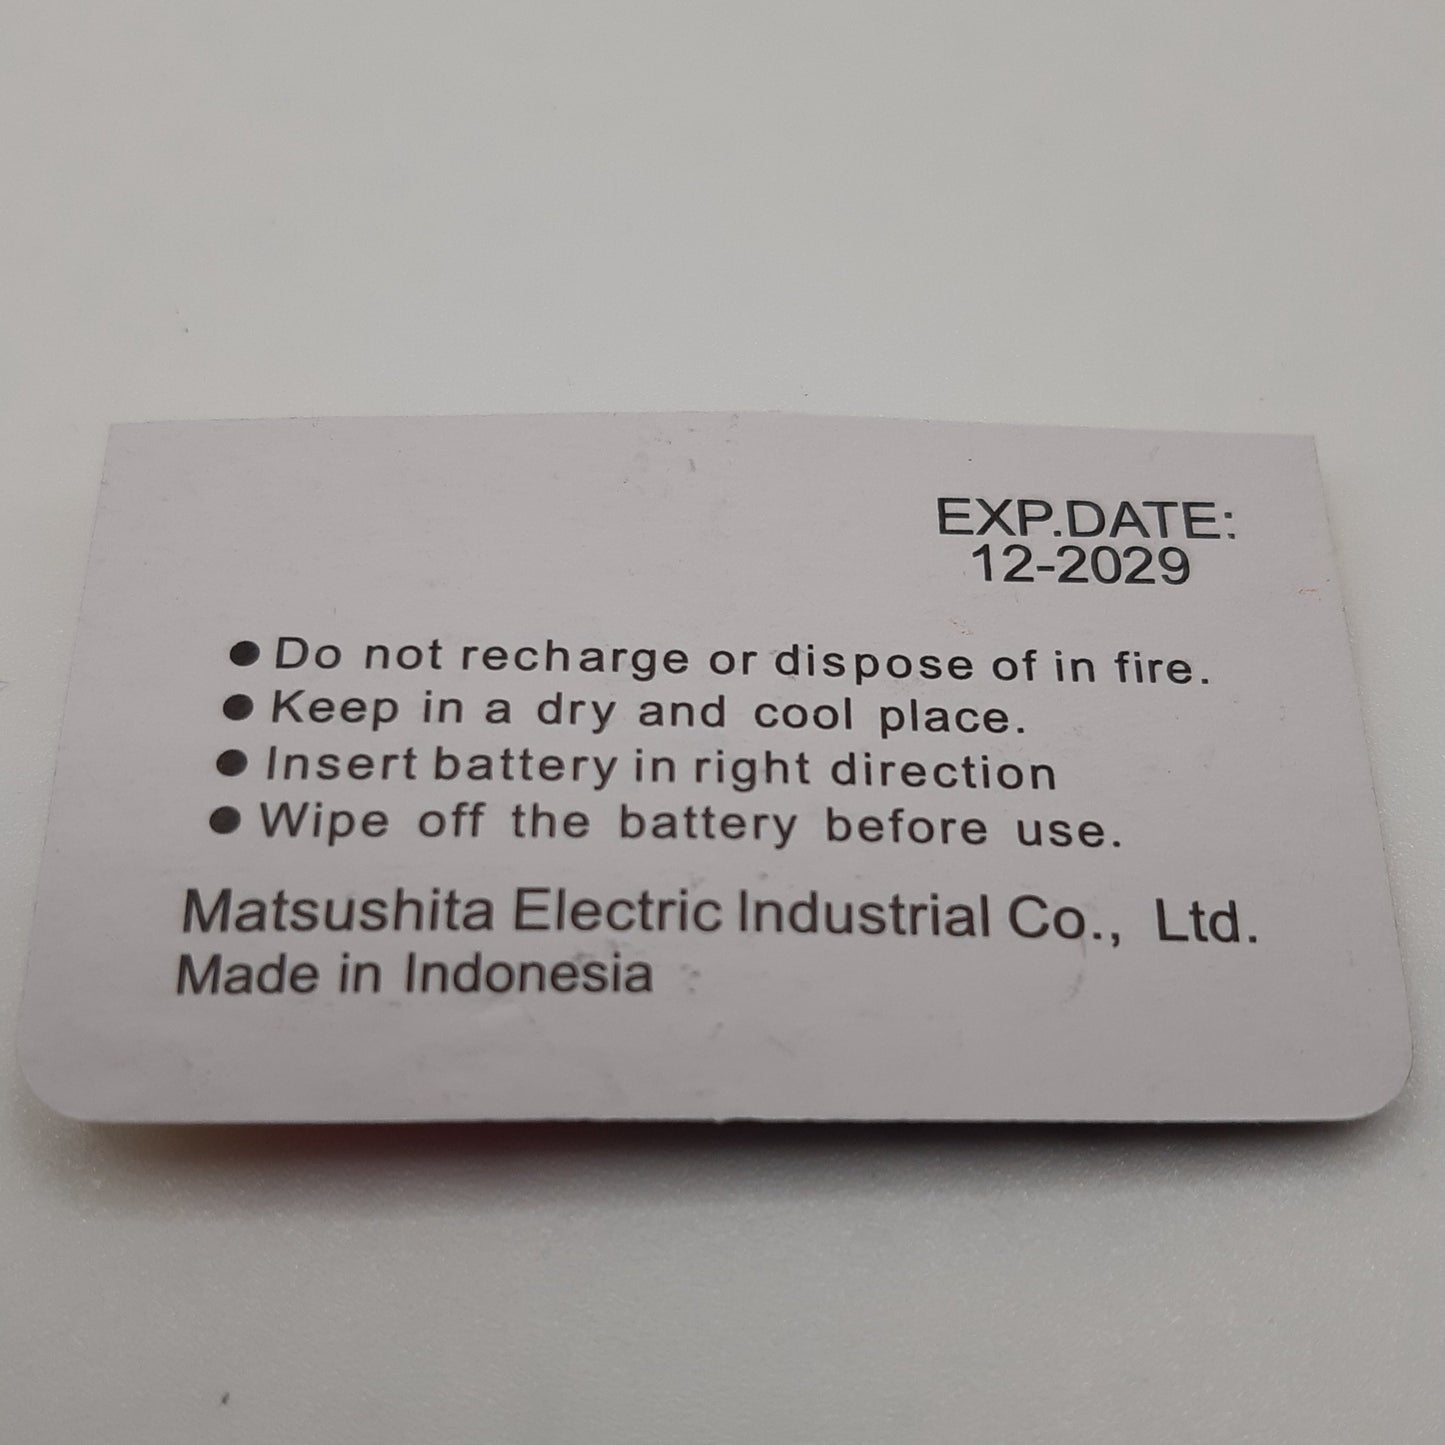 EXP.DATE:
12-2029
● Do not recharge or dispose of in fire.
● Keep in a dry and cool place.
● Insert battery in right direction
● Wipe off the battery before use.
Matsushita Electric Industrial Co., Ltd.
Made in Indonesia